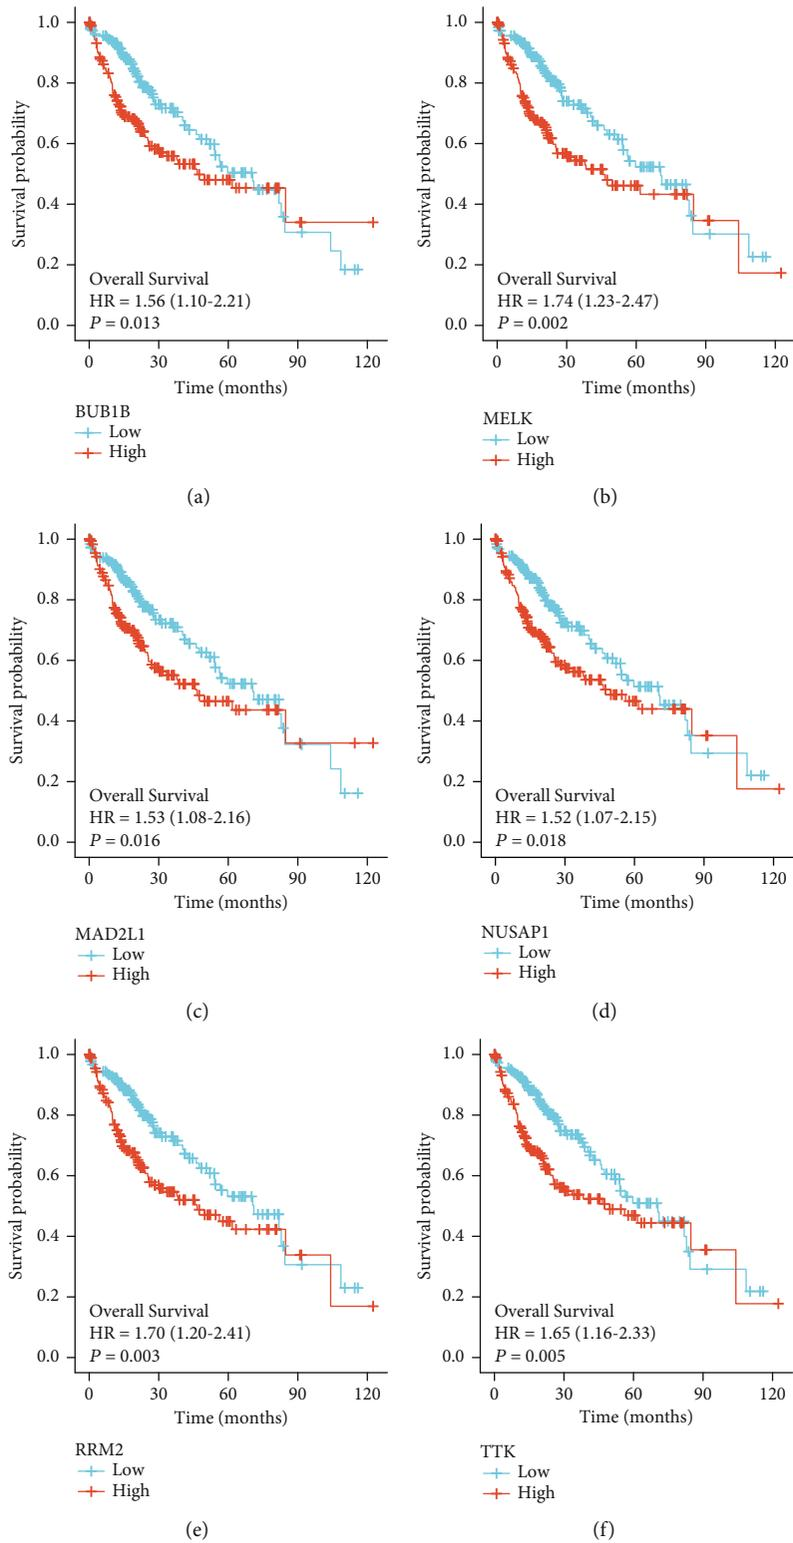 1.0
0.8
0.6
0.4
0.2
0.0
Survival probability
Overall Survival
HR = 1.56 (1.10-2.21)
P = 0.013
0 30 60 90 120
Time (months)
BUB1B
Low
High
(a)
1.0
0.8
0.6
0.4
0.2
0.0
Survival probability
Overall Survival
HR = 1.74 (1.23-2.47)
P = 0.002
0 30 60 90 120
Time (months)
MELK
Low
High
(b)
1.0
0.8
0.6
0.4
0.2
0.0
Survival probability
Overall Survival
HR = 1.53 (1.08-2.16)
P = 0.016
0 30 60 90 120
Time (months)
MAD2L1
Low
High
(c)
1.0
0.8
0.6
0.4
0.2
0.0
Survival probability
Overall Survival
HR = 1.52 (1.07-2.15)
P = 0.018
0 30 60 90 120
Time (months)
NUSAP1
Low
High
(d)
1.0
0.8
0.6
0.4
0.2
0.0
Survival probability
Overall Survival
HR = 1.70 (1.20-2.41)
P = 0.003
0 30 60 90 120
Time (months)
RRM2
Low
High
(e)
1.0
0.8
0.6
0.4
0.2
0.0
Survival probability
Overall Survival
HR = 1.65 (1.16-2.33)
P = 0.005
0 30 60 90 120
Time (months)
TTK
Low
High
(f)